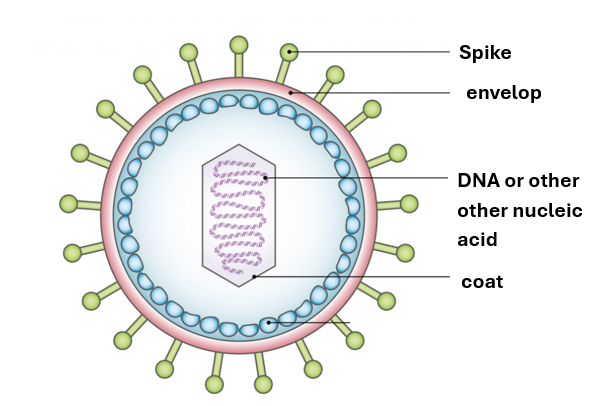 Spike
envelop
DNA or other
other nucleic
acid
coat